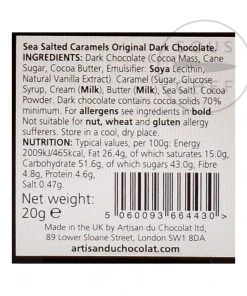 Sea Salted Caramels Original Dark Chocolate.
INGREDIENTS: Dark Chocolate (Cocoa Mass, Cane
Sugar, Cocoa Butter, Emulsifier: Soya Lecithin,
Natural Vanilla Extract). Caramel (Sugar, Glucose
Syrup, Cream (Milk), Butter (Milk), Sea Salt). Cocoa
Powder. Dark chocolate contains cocoa solids 70%
minimum. For allergens see ingredients in bold
Not suitable for nut, wheat and gluten allergy
sufferers. Store in a cool, dry place.
NUTRITION: Typical values, per 100g: Energy
2009kJ/465kcal, Fat 26.4g of which saturates 15.0g,
Carbohydrate 51.6g of which sugars 43.0g, Fibre
4.8g, Protein 4.6g,
Salt 0.47g.
Net weight:
20g e
5 060093 664430 >
Made in the UK by Artisan du Chocolat ltd,
89 Lower Sloane Street, London SW1 8DA
artisanduchocolat.com